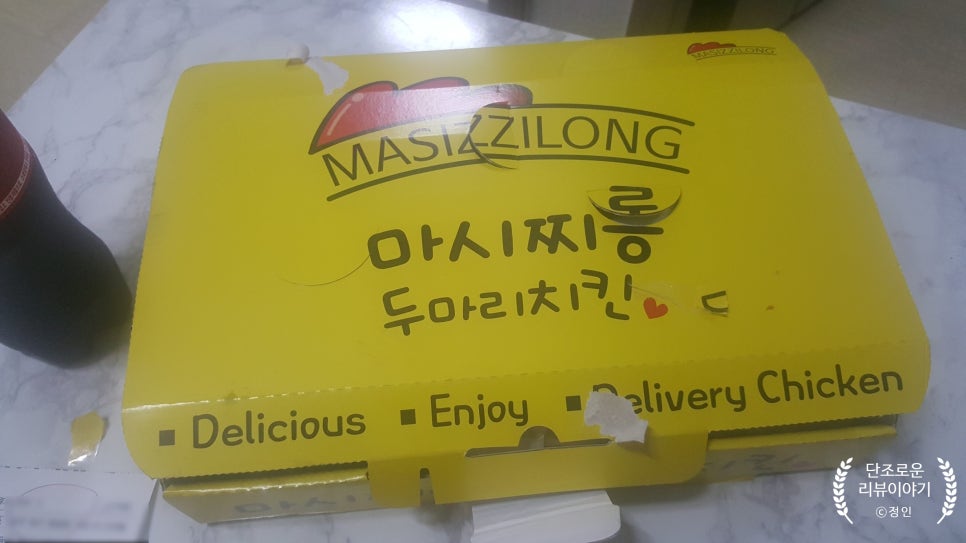 MASIZZILONG
MASIZZILONG
마시찌롱
두마리치킨
▪ Delicious ▪ Enjoy ▪ Delivery Chicken
단조로운
리뷰이야기
©정인